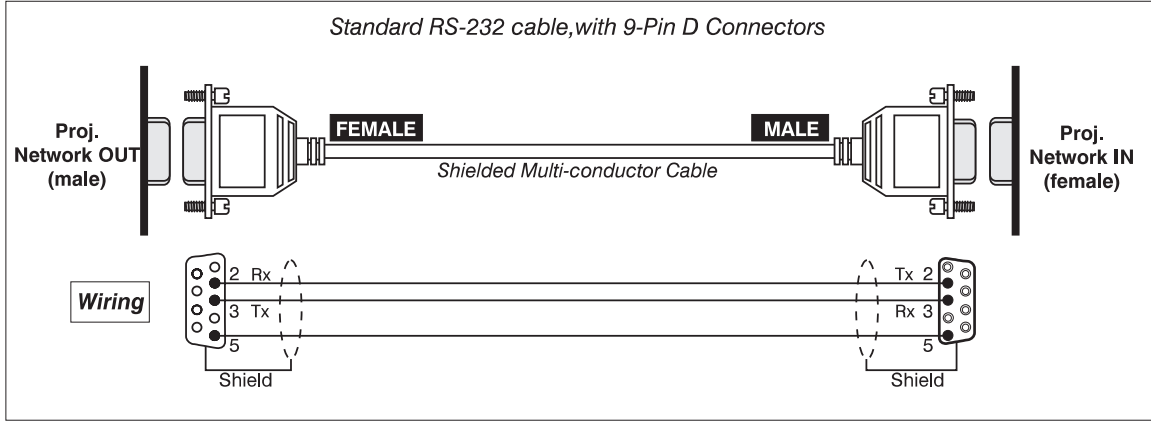 Standard RS-232 cable,with 9-Pin D Connectors
Proj.
Network OUT
(male)
FEMALE
MALE
Shielded Multi-conductor Cable
Proj.
Network IN
(female)
Wiring
2 Rx
Tx 2
3 Tx
Rx 3
5
5
Shield
Shield